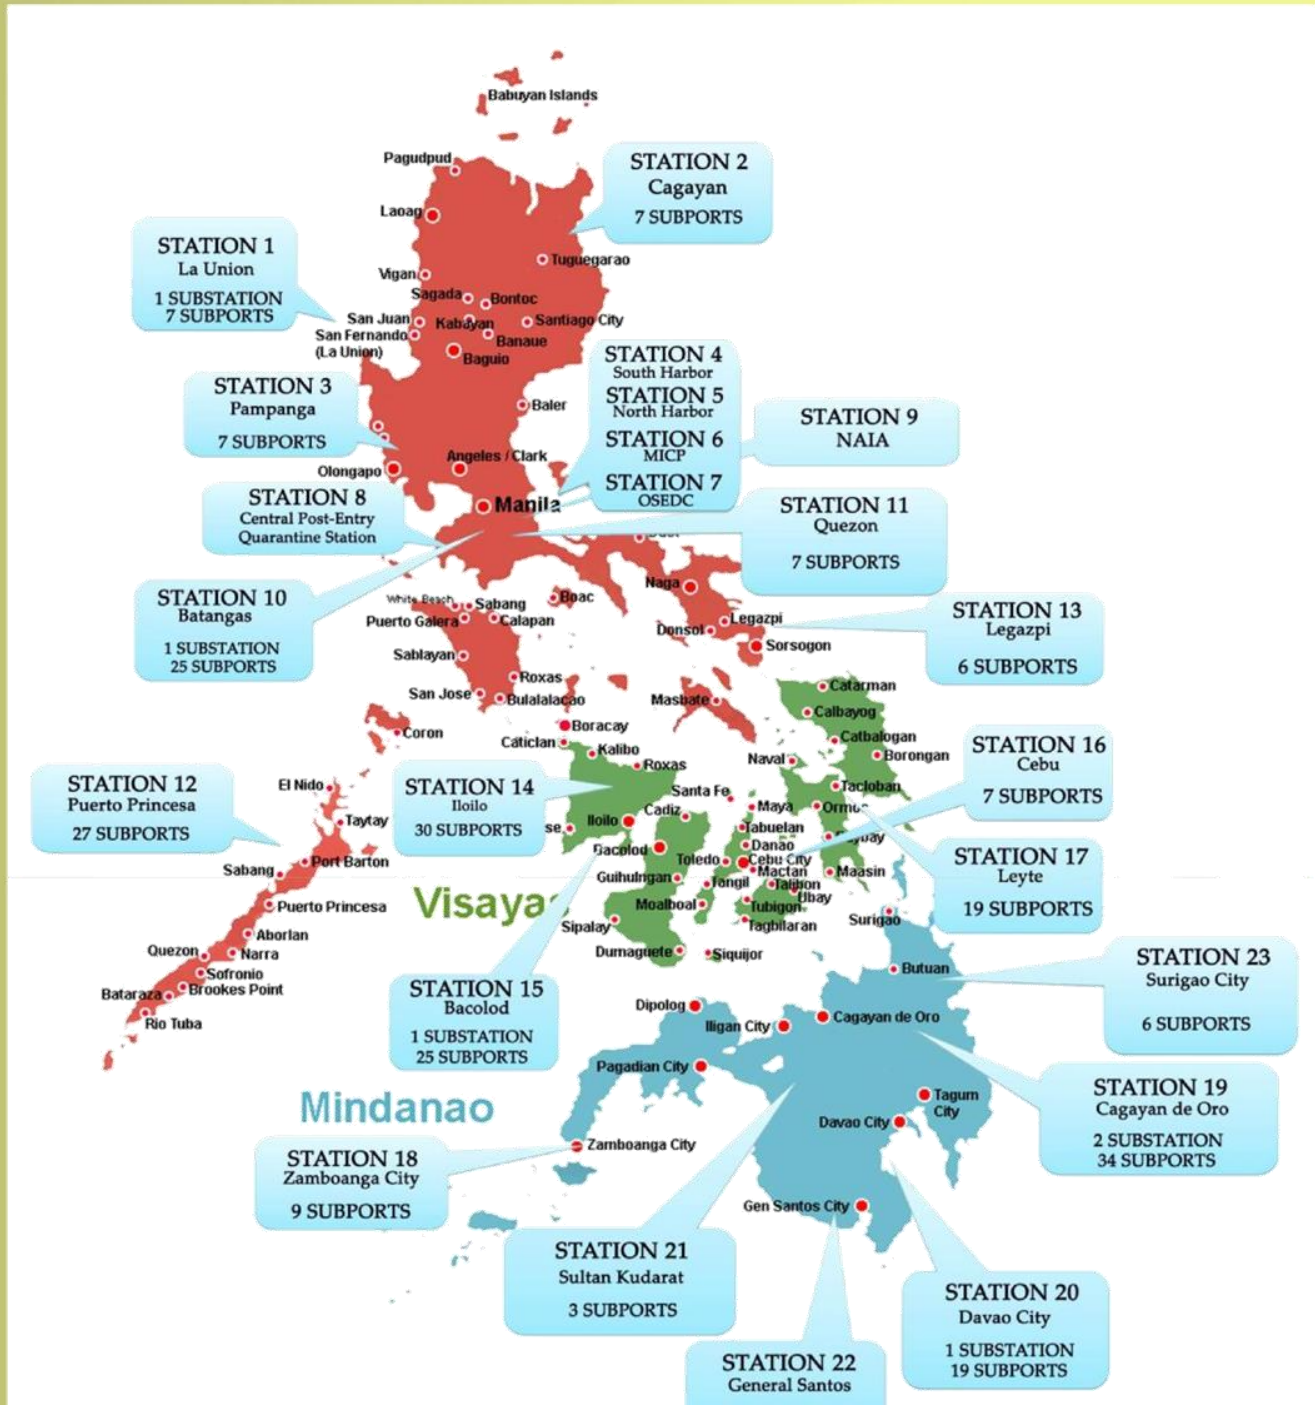 Babuyan Islands
Pagudpud
STATION 2
Cagayan
7 SUBPORTS
Laoag
STATION 1
La Union
1 SUBSTATION
7 SUBPORTS
Tuguegarao
Vigan
Sagada
Bontoc
San Juan
Kabayan
Santiago City
San Fernando
(La Union)
Banaue
Baguio
STATION 4
South Harbor
STATION 5
North Harbor
STATION 6
MICP
STATION 7
OSEDC
STATION 3
Pampanga
7 SUBPORTS
Baler
STATION 9
NAIA
Angeles / Clark
Olongapo
STATION 8
Central Post-Entry
Quarantine Station
Manila
STATION 11
Quezon
7 SUBPORTS
Naga
STATION 10
Batangas
1 SUBSTATION
25 SUBPORTS
White Beach
Sabang
Boac
Puerto Galera
Calapan
Legazpi
Donsol
Sorsogon
STATION 13
Legazpi
6 SUBPORTS
Sablayan
Roxas
San Jose
Bulalalacao
Masbate
Catarman
Calbayog
Coron
Boracay
Caticlan
Kalibo
Roxas
Catbalogan
Borongan
Naval
STATION 16
Cebu
7 SUBPORTS
STATION 12
Puerto Princesa
27 SUBPORTS
El Nido
Taytay
STATION 14
Iloilo
30 SUBPORTS
Santa Fe
Tacloban
Cadiz
Maya
Iloilo
Tabuelan
Danao
Bacolod
Toledo
Cebu City
Mactan
Maasin
STATION 17
Leyte
19 SUBPORTS
Port Barton
Sabang
Guihulngan
Tangil
Talibon
Ubay
Visayas
Moalboal
Tubigon
Puerto Princesa
Sipalay
Tagbilaran
Surigao
Aborlan
Quezon
Narra
Dumaguete
Siquijor
Sofronio
Brookes Point
Bataraza
Rio Tuba
Butuan
STATION 23
Surigao City
6 SUBPORTS
STATION 15
Bacolod
1 SUBSTATION
25 SUBPORTS
Dipolog
Iligan City
Cagayan de Oro
Pagadian City
Mindanao
Tagum
City
Davao City
STATION 19
Cagayan de Oro
2 SUBSTATION
34 SUBPORTS
STATION 18
Zamboanga City
9 SUBPORTS
Zamboanga City
Gen Santos City
STATION 21
Sultan Kudarat
3 SUBPORTS
STATION 20
Davao City
1 SUBSTATION
19 SUBPORTS
STATION 22
General Santos